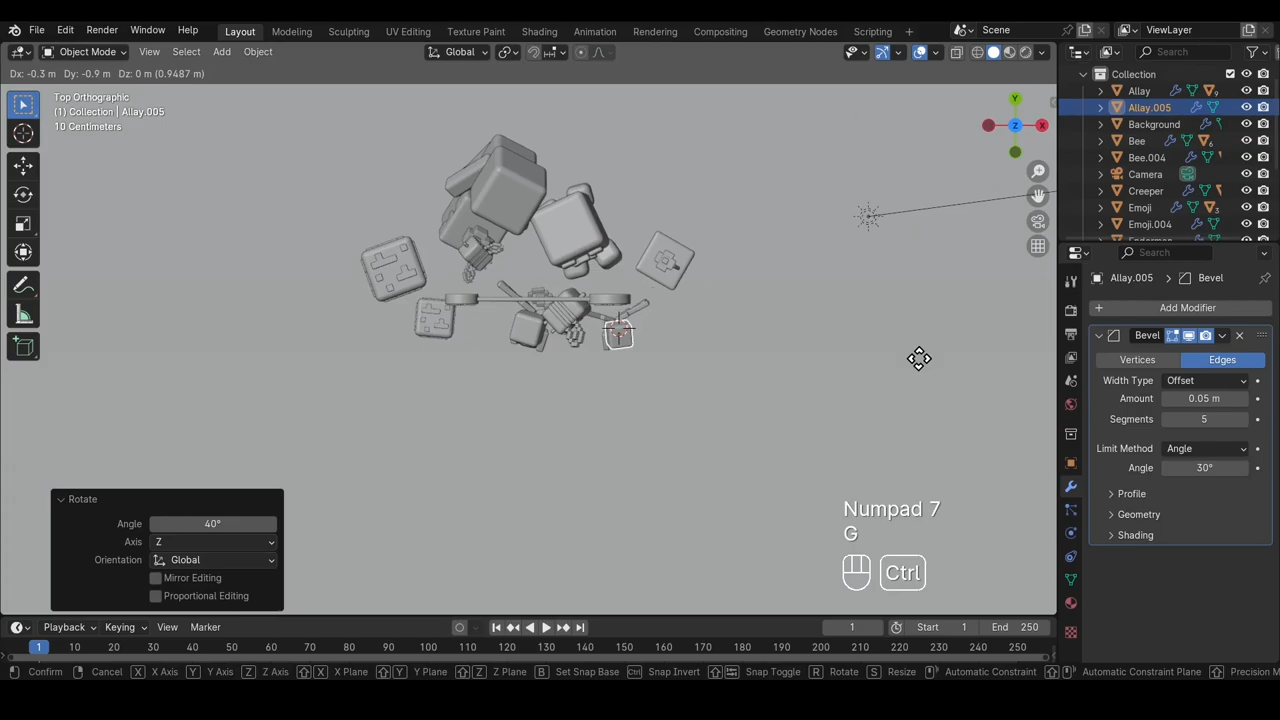 File Edit Render Window Help Layout Modeling Sculpting UV Editing Texture Paint Shading Animation Rendering Compositing Geometry Nodes Scripting + Scene ViewLayer
Object Mode View Select Add Object Global Search
Dx: -0.3 m Dy: -0.9 m Dz: 0 m (0.9487 m)
Top Orthographic
(1) Collection | Allay.005
10 Centimeters
Y
Z
X
Collection
Allay 9
Allay.005
Background
Bee 6
Bee.004
Camera
Creeper
Emoji 3
Emoji.004
Search
Allay.005 Bevel
+ Add Modifier
Bevel
Vertices Edges
Width Type Offset
Amount 0.05 m
Segments 5
Limit Method Angle
Angle 30°
Profile
Geometry
Shading
Rotate
Angle 40°
Axis Z
Orientation Global
Mirror Editing
Proportional Editing
Numpad 7
G
Ctrl
Playback Keying View Marker 1 Start 1 End 250
1 10 20 30 40 50 60 70 80 90 100 110 120 130 140 150 160 170 180 190 200 210 220 230 240 250
Confirm Cancel X X Axis Y Y Axis Z Z Axis X X Plane Y Y Plane Z Z Plane B Set Snap Base Ctrl Snap Invert Snap Toggle R Rotate S Resize Automatic Constraint Automatic Constraint Plane Precision M